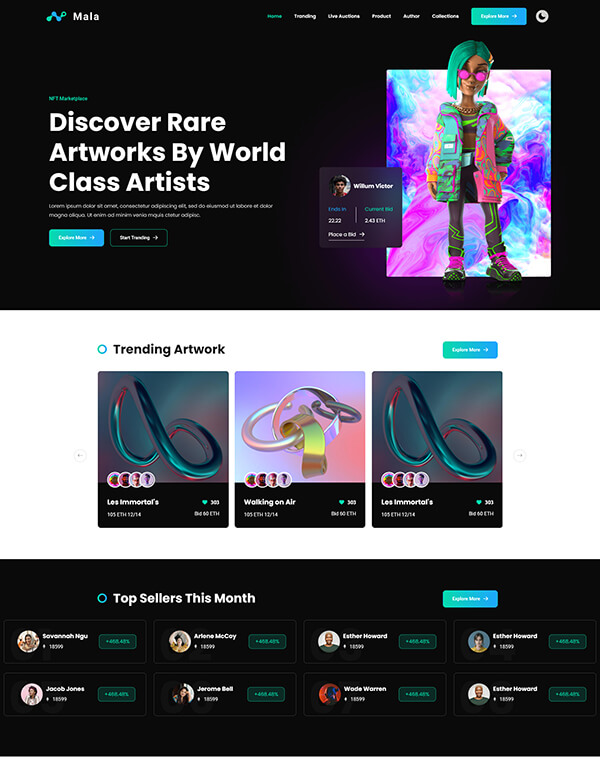 Mala
Home Tranding Live Auctions Product Author Collections Explore More
NFT Marketplace
Discover Rare
Artworks By World
Class Artists
Lorem ipsum dolor sit amet, consectetur adipiscing elit, sed do eiusmod ut labore et dolor
magna aliqua. Ut enim ad minim venia mquis ctetur adipisc.
Explore More Start Tranding
Willum Victor
Ends in Current Bid
22:22 2.43 ETH
Place a Bid
Trending Artwork Explore More
Les Immortal's 303
105 ETH 12/14 Bid 60 ETH
Walking on Air 303
105 ETH 12/14 Bid 60 ETH
Les Immortal's 303
105 ETH 12/14 Bid 60 ETH
Top Sellers This Month Explore More
Savannah Ngu +468.48%
18599
Arlene McCoy +468.48%
18599
Esther Howard +468.48%
18599
Esther Howard +468.48%
18599
Jacob Jones +468.48%
18599
Jerome Bell +468.48%
18599
Wade Warren +468.48%
18599
Esther Howard +468.48%
18599